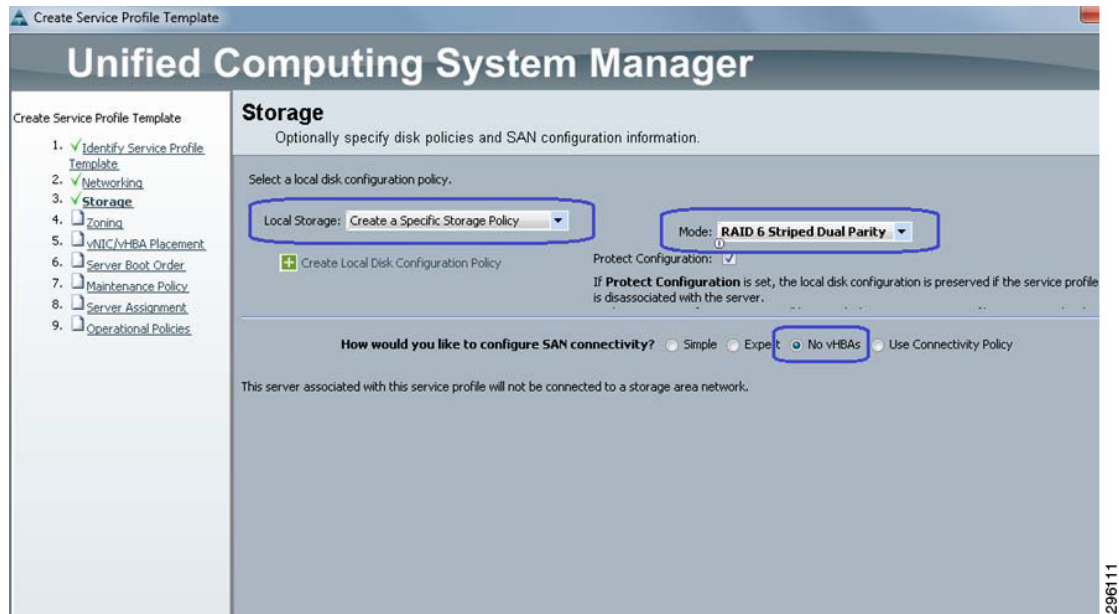 Create Service Profile Template
Unified Computing System Manager
Create Service Profile Template
1. Identify Service Profile
Template
2. Networking
3. Storage
4. Zoning
5. vNIC/vHBA Placement
6. Server Boot Order
7. Maintenance Policy
8. Server Assignment
9. Operational Policies
Storage
Optionally specify disk policies and SAN configuration information.
Select a local disk configuration policy.
Local Storage: Create a Specific Storage Policy
Mode: RAID 6 Striped Dual Parity
Create Local Disk Configuration Policy
Protect Configuration:
If Protect Configuration is set, the local disk configuration is preserved if the service profile
is disassociated with the server.
How would you like to configure SAN connectivity? Simple Expert No vHBAs Use Connectivity Policy
This server associated with this service profile will not be connected to a storage area network.
296111